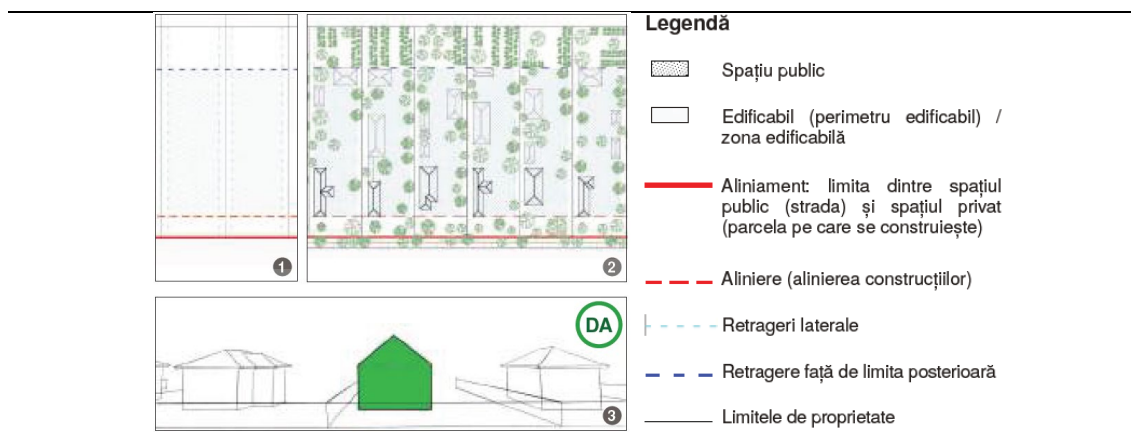 1
2
DA
3
Legendă
Spațiu public
Edificabil (perimetru edificabil) /
zona edificabilă
Aliniament: limita dintre spațiul
public (strada) și spațiul privat
(parcela pe care se construiește)
Aliniere (alinierea construcțiilor)
Retrageri laterale
Retragere față de limita posterioară
Limitele de proprietate